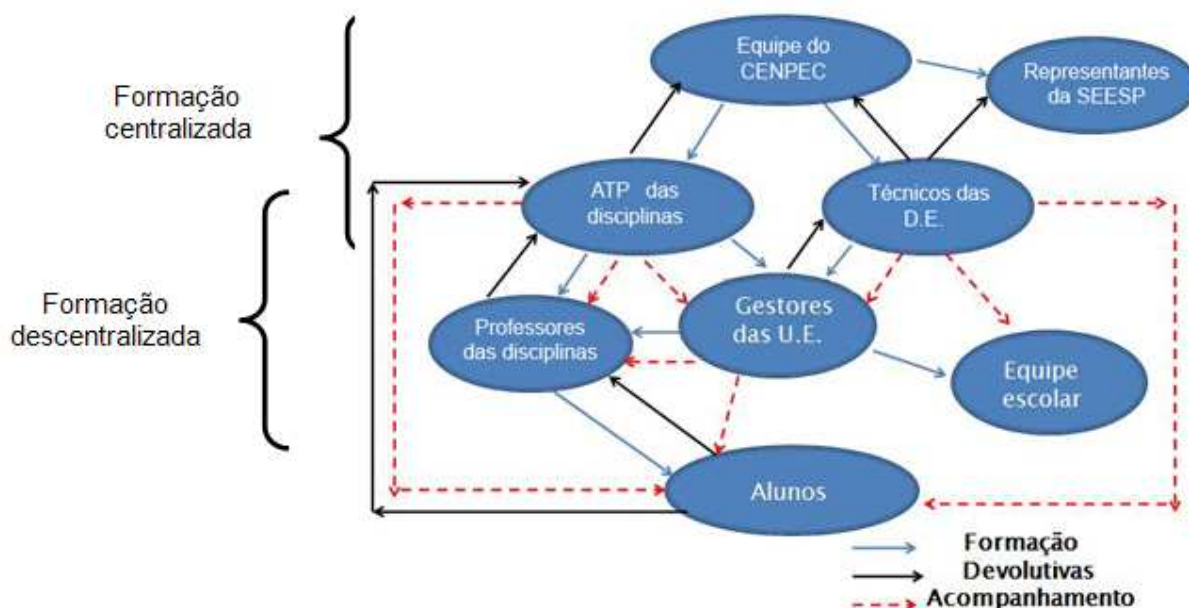 Equipe do
CENPEC
Representantes
da SEESP
Formação
centralizada
ATP das
disciplinas
Técnicos das
D.E.
Formação
descentralizada
Professores
das disciplinas
Gestores
das U.E.
Equipe
escolar
Alunos
Formação
Devolutivas
Acompanhamento